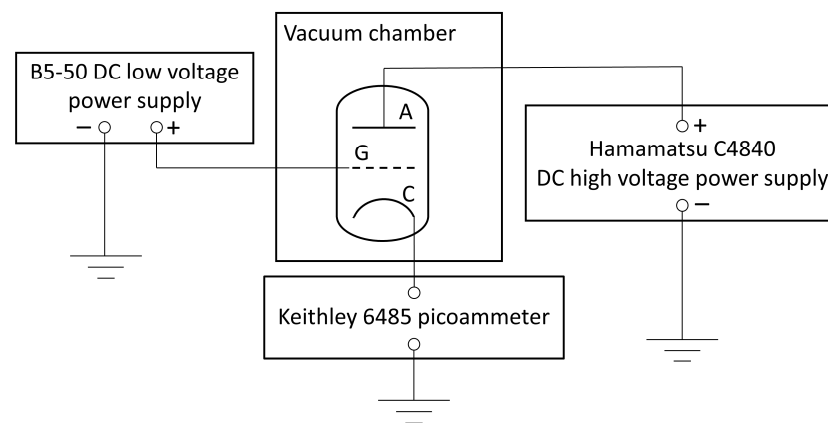 Vacuum chamber
B5-50 DC low voltage
power supply
− +
A
G
C
+
Hamamatsu C4840
DC high voltage power supply
−
Keithley 6485 picoammeter